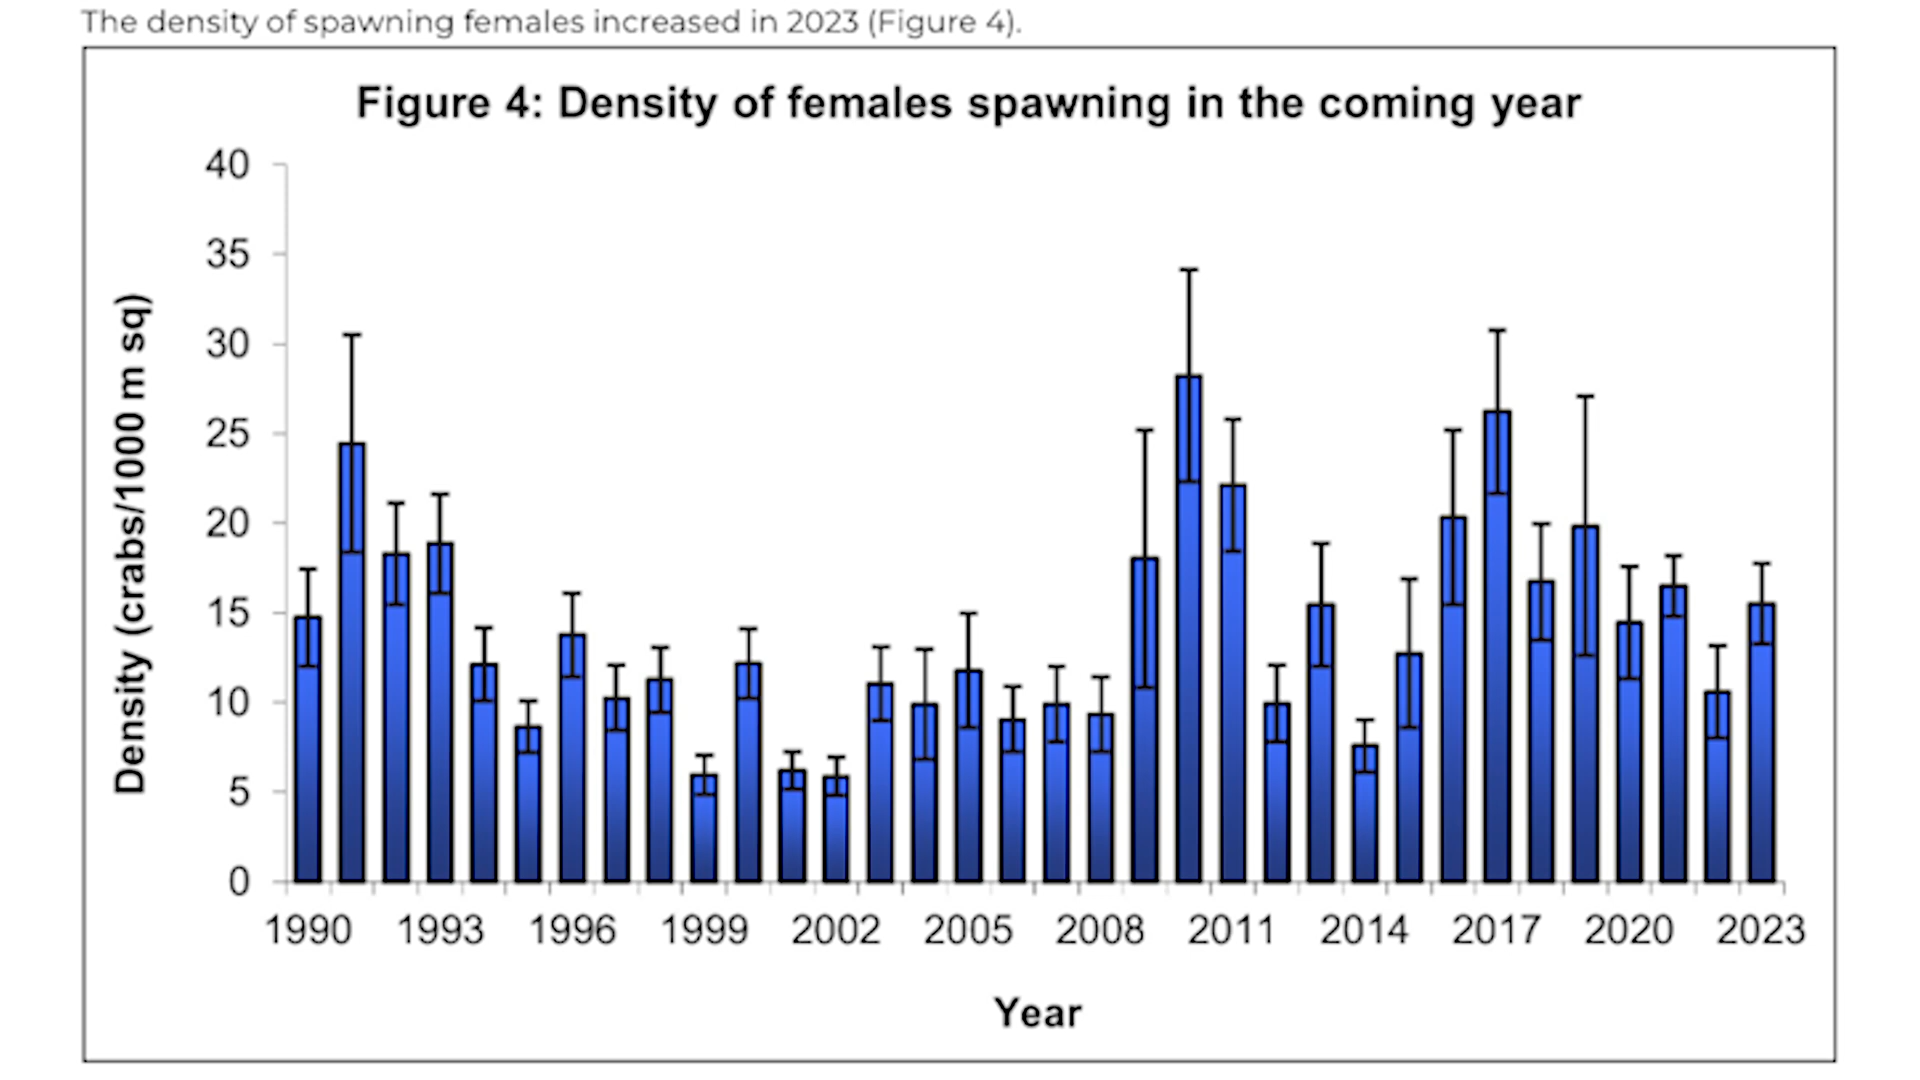 The density of spawning females increased in 2023 (Figure 4).
Figure 4: Density of females spawning in the coming year
40
35
30
25
20
15
10
5
0
Density (crabs/1000 m sq)
1990 1993 1996 1999 2002 2005 2008 2011 2014 2017 2020 2023
Year